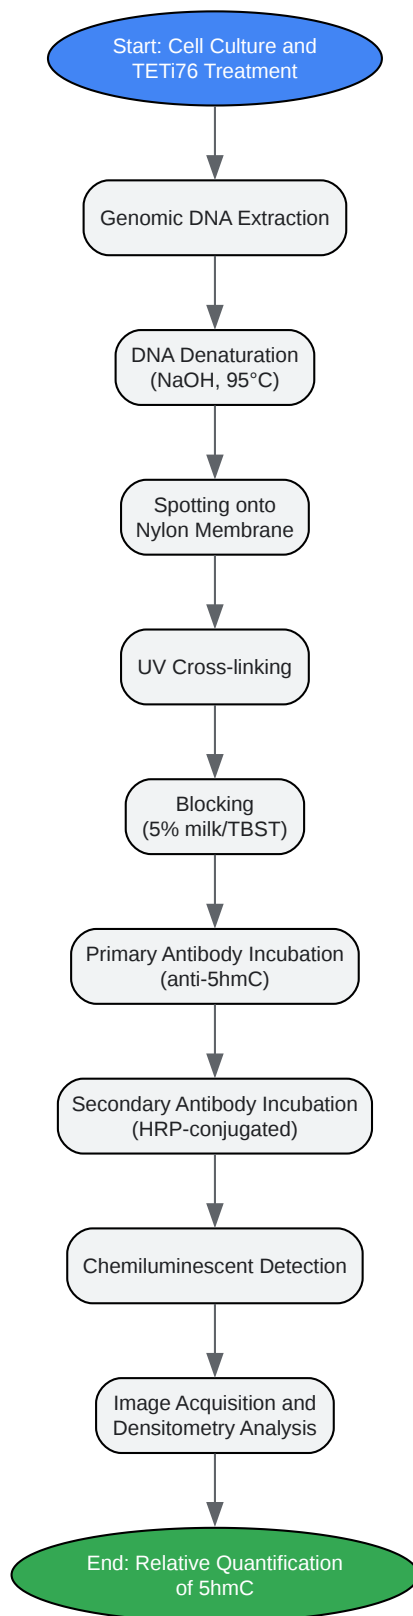 Start: Cell Culture and
TETi76 Treatment
Genomic DNA Extraction
DNA Denaturation
(NaOH, 95°C)
Spotting onto
Nylon Membrane
UV Cross-linking
Blocking
(5% milk/TBST)
Primary Antibody Incubation
(anti-5hmC)
Secondary Antibody Incubation
(HRP-conjugated)
Chemiluminescent Detection
Image Acquisition and
Densitometry Analysis
End: Relative Quantification
of 5hmC